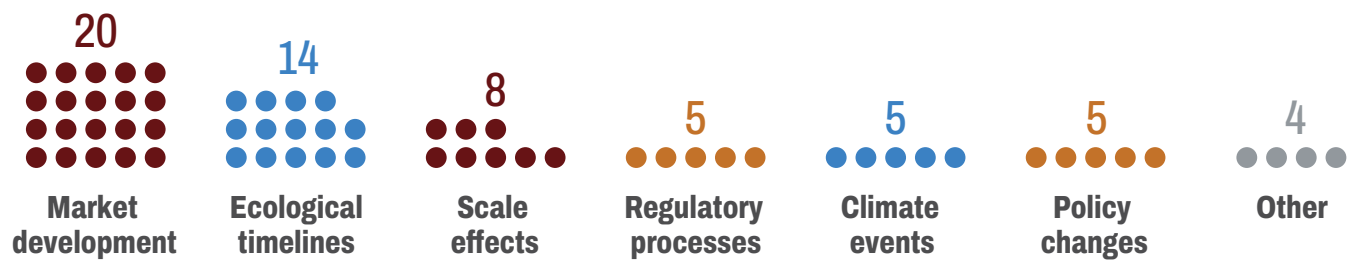 20
14
8
5
5
5
4
Market
development
Ecological
timelines
Scale
effects
Regulatory
processes
Climate
events
Policy
changes
Other